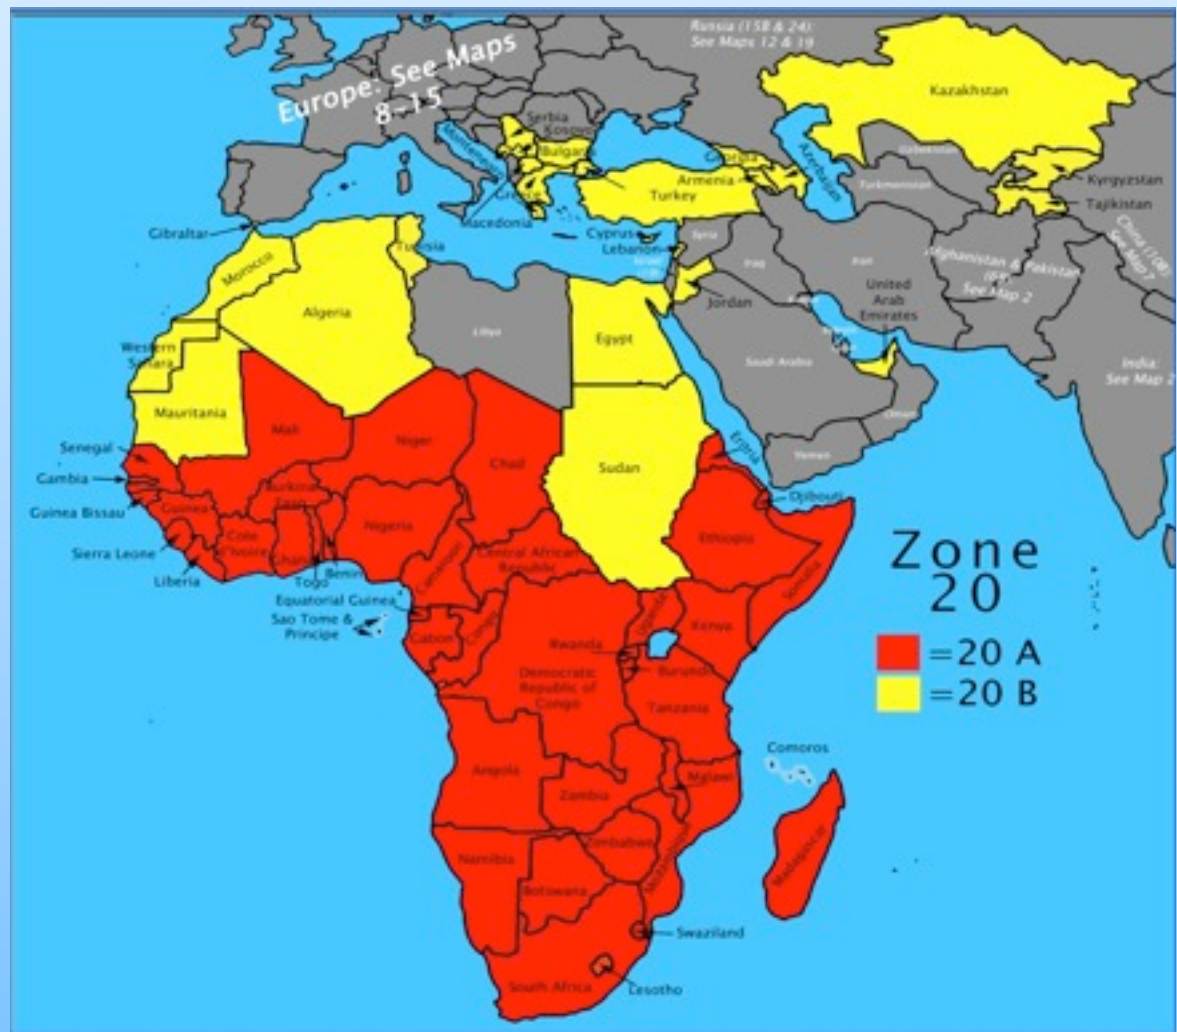 Russia (15B & 24):
See Maps 12 & 19
Europe: See Maps
8-15
Kazakhstan
Serbia
Kosovo
Montenegro
Bulgaria
Georgia
Azerbaijan
Uzbekistan
Armenia
Turkey
Turkmenistan
Kyrgyzstan
Tajikistan
Greece
Macedonia
Gibraltar
Cyprus
Lebanon
Syria
Tunisia
Morocco
China (10B)
See Map 7
Iraq
Iran
Afghanistan & Pakistan
See Map 2
Jordan
United
Arab
Emirates
Algeria
Libya
Egypt
Western
Sahara
Saudi Arabia
India:
See Map 2
Mauritania
Oman
Mali
Niger
Chad
Sudan
Eritria
Yemen
Senegal
Gambia
Guinea Bissau
Guinea
Burkina
Faso
Nigeria
Djibouti
Sierra Leone
Cote
d'Ivoire
Ghana
Cameroon
Central African
Republic
Ethiopia
Somalia
Liberia
Togo
Benin
Equatorial Guinea
Sao Tome &
Principe
Gabon
Congo
Uganda
Kenya
Rwanda
Burundi
Democratic
Republic of
Congo
Tanzania
Zone
20
=20 A
=20 B
Comoros
Angola
Zambia
Malawi
Zimbabwe
Mozambique
Madagascar
Namibia
Botswana
Swaziland
South Africa
Lesotho